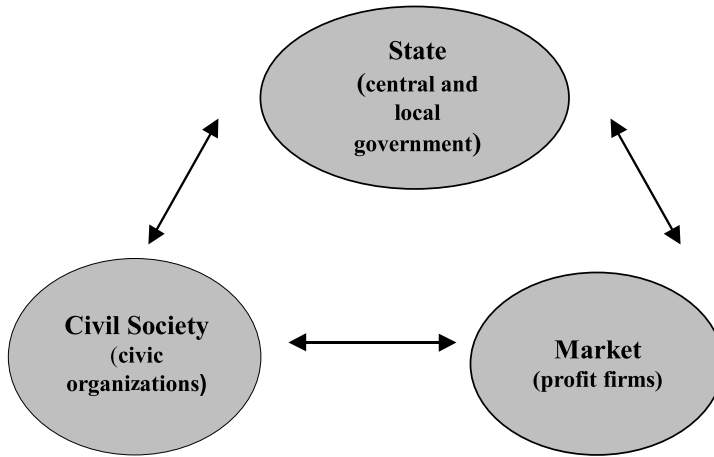 State
(central and
local
government)
Civil Society
(civic
organizations)
Market
(profit firms)